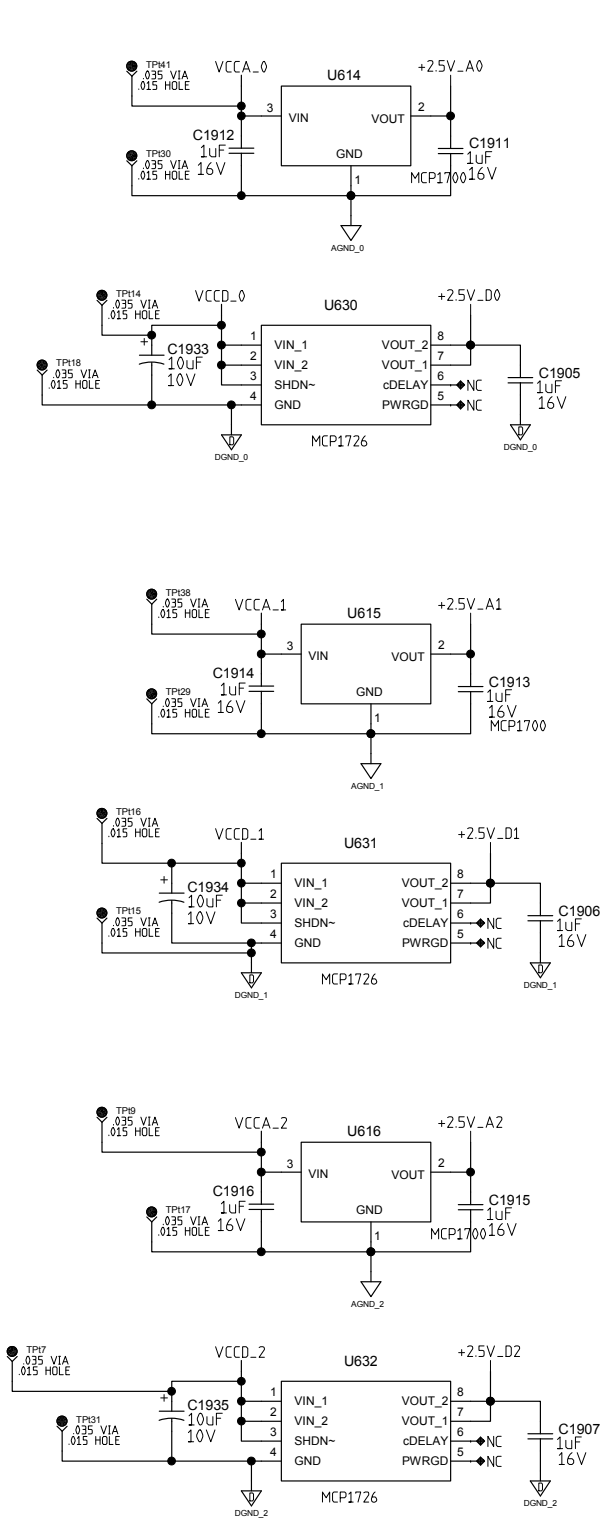 TPt41
.035 VIA
.015 HOLE
VCCA_0
U614
+2.5V_A0
3
VIN
VOUT
2
C1912
1uF
16V
GND
1
C1911
1uF
16V
MCP1700
TPt30
.035 VIA
.015 HOLE
AGND_0
TPt14
.035 VIA
.015 HOLE
VCCD_0
U630
+2.5V_D0
1
VIN_1
VOUT_2
8
2
VIN_2
VOUT_1
7
3
SHDN~
cDELAY
6
NC
4
GND
PWRGD
5
NC
+
C1933
10uF
10V
TPt18
.035 VIA
.015 HOLE
C1905
1uF
16V
D
DGND_0
MCP1726
D
DGND_0
TPt38
.035 VIA
.015 HOLE
VCCA_1
U615
+2.5V_A1
3
VIN
VOUT
2
C1914
1uF
16V
GND
1
C1913
1uF
16V
MCP1700
TPt29
.035 VIA
.015 HOLE
AGND_1
TPt16
.035 VIA
.015 HOLE
VCCD_1
U631
+2.5V_D1
1
VIN_1
VOUT_2
8
2
VIN_2
VOUT_1
7
3
SHDN~
cDELAY
6
NC
4
GND
PWRGD
5
NC
+
C1934
10uF
10V
TPt15
.035 VIA
.015 HOLE
C1906
1uF
16V
D
DGND_1
MCP1726
D
DGND_1
TPt9
.035 VIA
.015 HOLE
VCCA_2
U616
+2.5V_A2
3
VIN
VOUT
2
C1916
1uF
16V
GND
1
C1915
1uF
16V
MCP1700
TPt17
.035 VIA
.015 HOLE
AGND_2
TPt7
.035 VIA
.015 HOLE
VCCD_2
U632
+2.5V_D2
1
VIN_1
VOUT_2
8
2
VIN_2
VOUT_1
7
3
SHDN~
cDELAY
6
NC
4
GND
PWRGD
5
NC
+
C1935
10uF
10V
TPt31
.035 VIA
.015 HOLE
C1907
1uF
16V
D
DGND_2
MCP1726
D
DGND_2